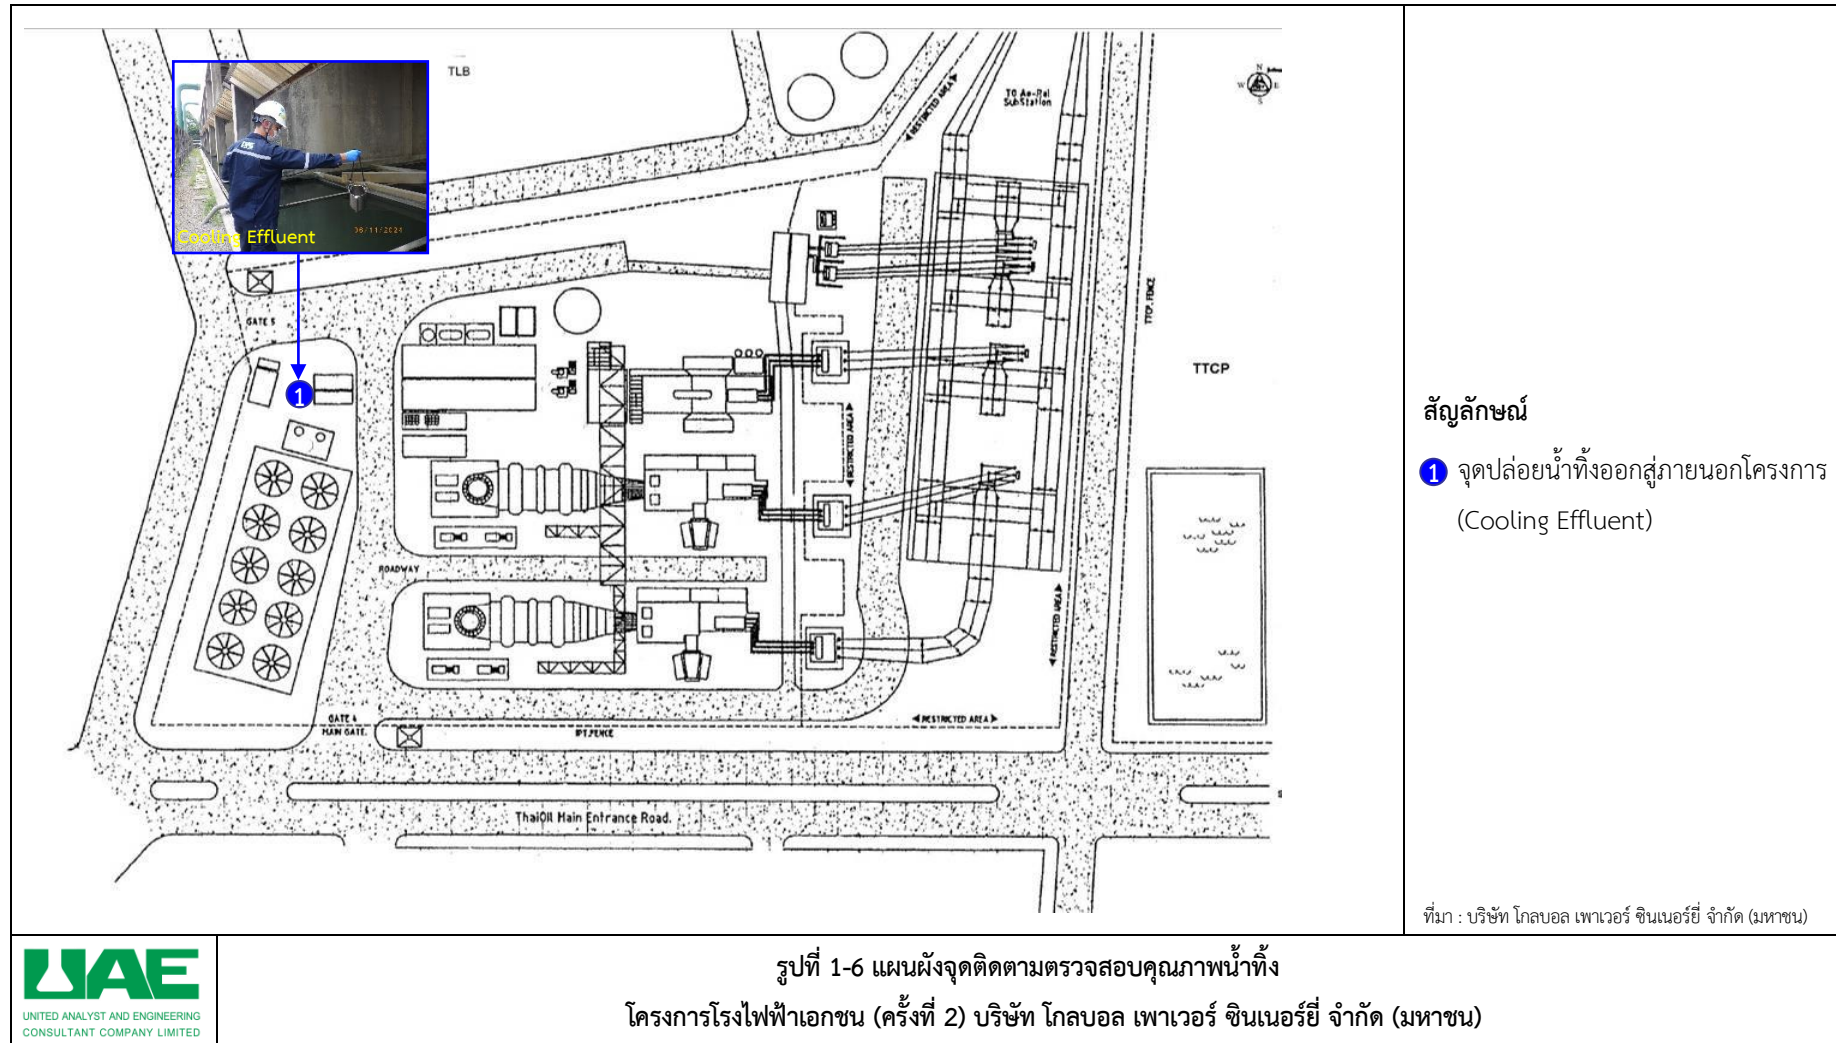 TLB
TO Ao-Pai
SubStation
N
W E
S
◄ RESTRICTED AREA ►
Cooling Effluent
06/11/2024
GATE 5
1
TTCP. FENCE
TTCP
◄ RESTRICTED AREA ►
ROADWAY
◄ RESTRICTED AREA ►
GATE 4
MAIN GATE.
IPT.FENCE
◄ RESTRICTED AREA ►
ThaiOil Main Entrance Road.
สัญลักษณ์
1 จุดปล่อยน้ำทิ้งออกสู่ภายนอกโครงการ
(Cooling Effluent)
ที่มา : บริษัท โกลบอล เพาเวอร์ ซินเนอร์ยี่ จำกัด (มหาชน)
UAE
UNITED ANALYST AND ENGINEERING
CONSULTANT COMPANY LIMITED
รูปที่ 1-6 แผนผังจุดติดตามตรวจสอบคุณภาพน้ำทิ้ง
โครงการโรงไฟฟ้าเอกชน (ครั้งที่ 2) บริษัท โกลบอล เพาเวอร์ ซินเนอร์ยี่ จำกัด (มหาชน)